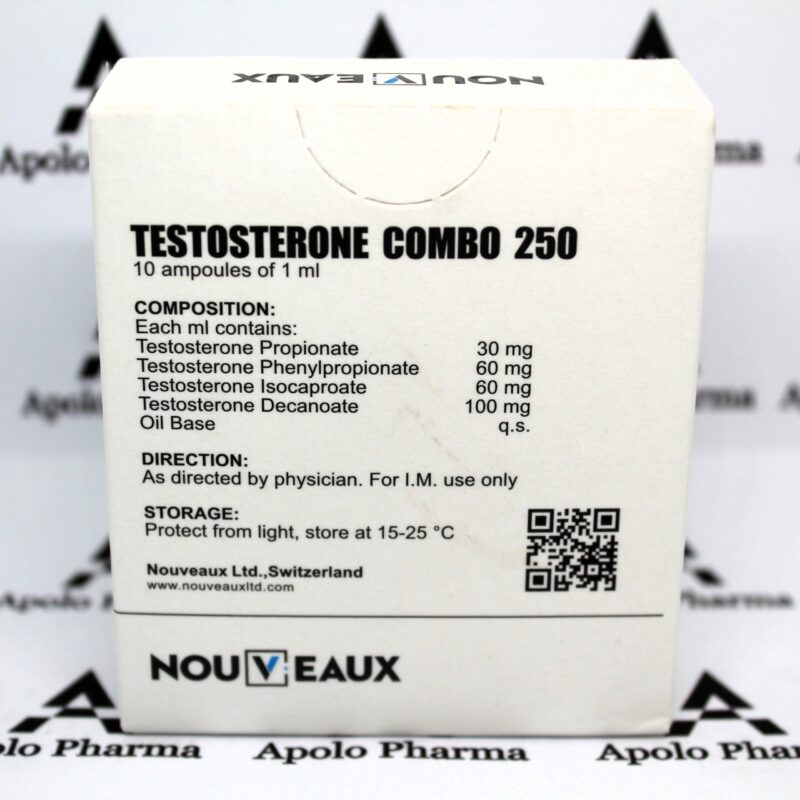 Apolo
NOUVEAUX
rma
TESTOSTERONE COMBO 250
10 ampoules of 1 ml
COMPOSITION:
Each ml contains:
Testosterone Propionate 30 mg
Testosterone Phenylpropionate 60 mg
Testosterone Isocaproate 60 mg
Testosterone Decanoate 100 mg
Oil Base q.s.
DIRECTION:
As directed by physician. For I.M. use only
STORAGE:
Protect from light, store at 15-25 °C
Nouveaux Ltd.,Switzerland
www.nouveauxltd.com
NOUVEAUX
Apolo Pharma Apolo Pharma Apolo Pharma